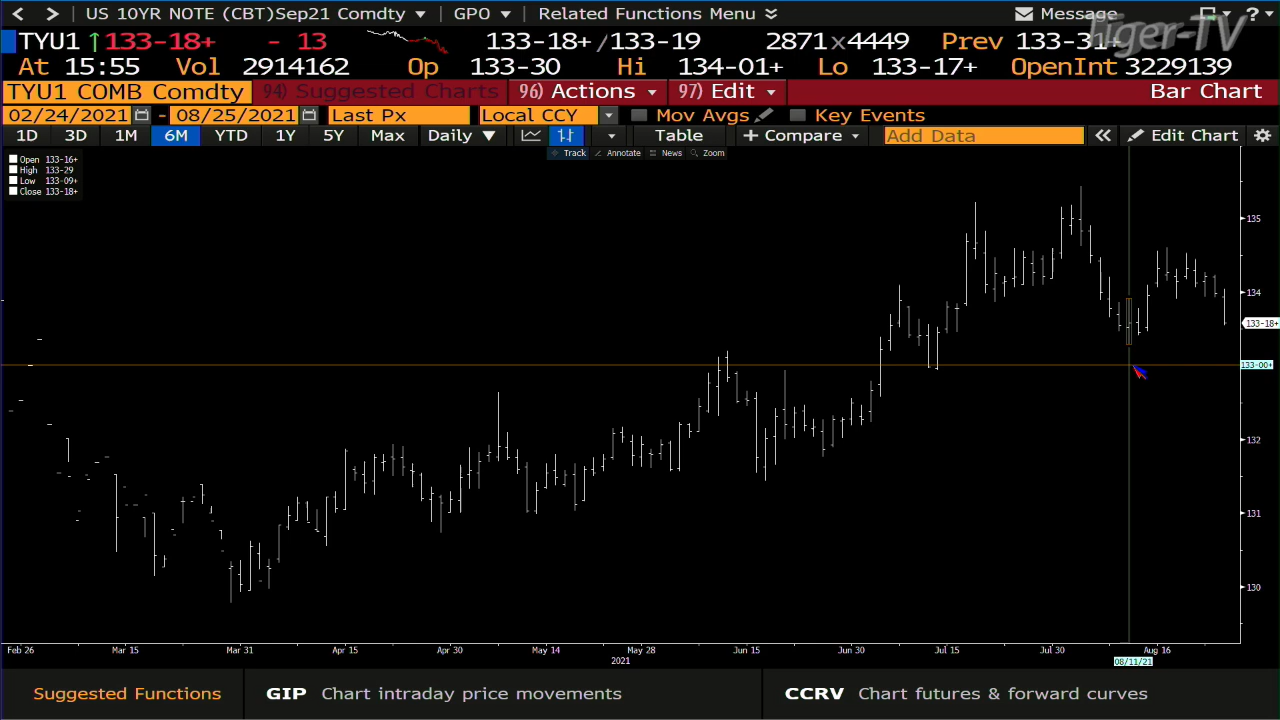 US 10YR NOTE (CBT)Sep21 Comdty GPO Related Functions Menu Message ?
TYU1 ↑133-18+ - 13 133-18+/133-19 2871x4449 Prev 133-31+
At 15:55 Vol 2914162 Op 133-30 Hi 134-01+ Lo 133-17+ OpenInt 3229139
TYU1 COMB Comdty 94) Suggested Charts 96) Actions 97) Edit Bar Chart
02/24/2021 - 08/25/2021 Last Px Local CCY Mov Avgs Key Events
1D 3D 1M 6M YTD 1Y 5Y Max Daily ▼ Table + Compare Add Data « Edit Chart
Track Annotate News Zoom
Open 133-16+
High 133-29
Low 133-09+
Close 133-18+
135
134
133-18+
133-00+
132
131
130
Feb 26 Mar 15 Mar 31 Apr 15 Apr 30 May 14 May 28 Jun 15 Jun 30 Jul 15 Jul 30 Aug 16
2021 08/11/21
Suggested Functions GIP Chart intraday price movements CCRV Chart futures & forward curves